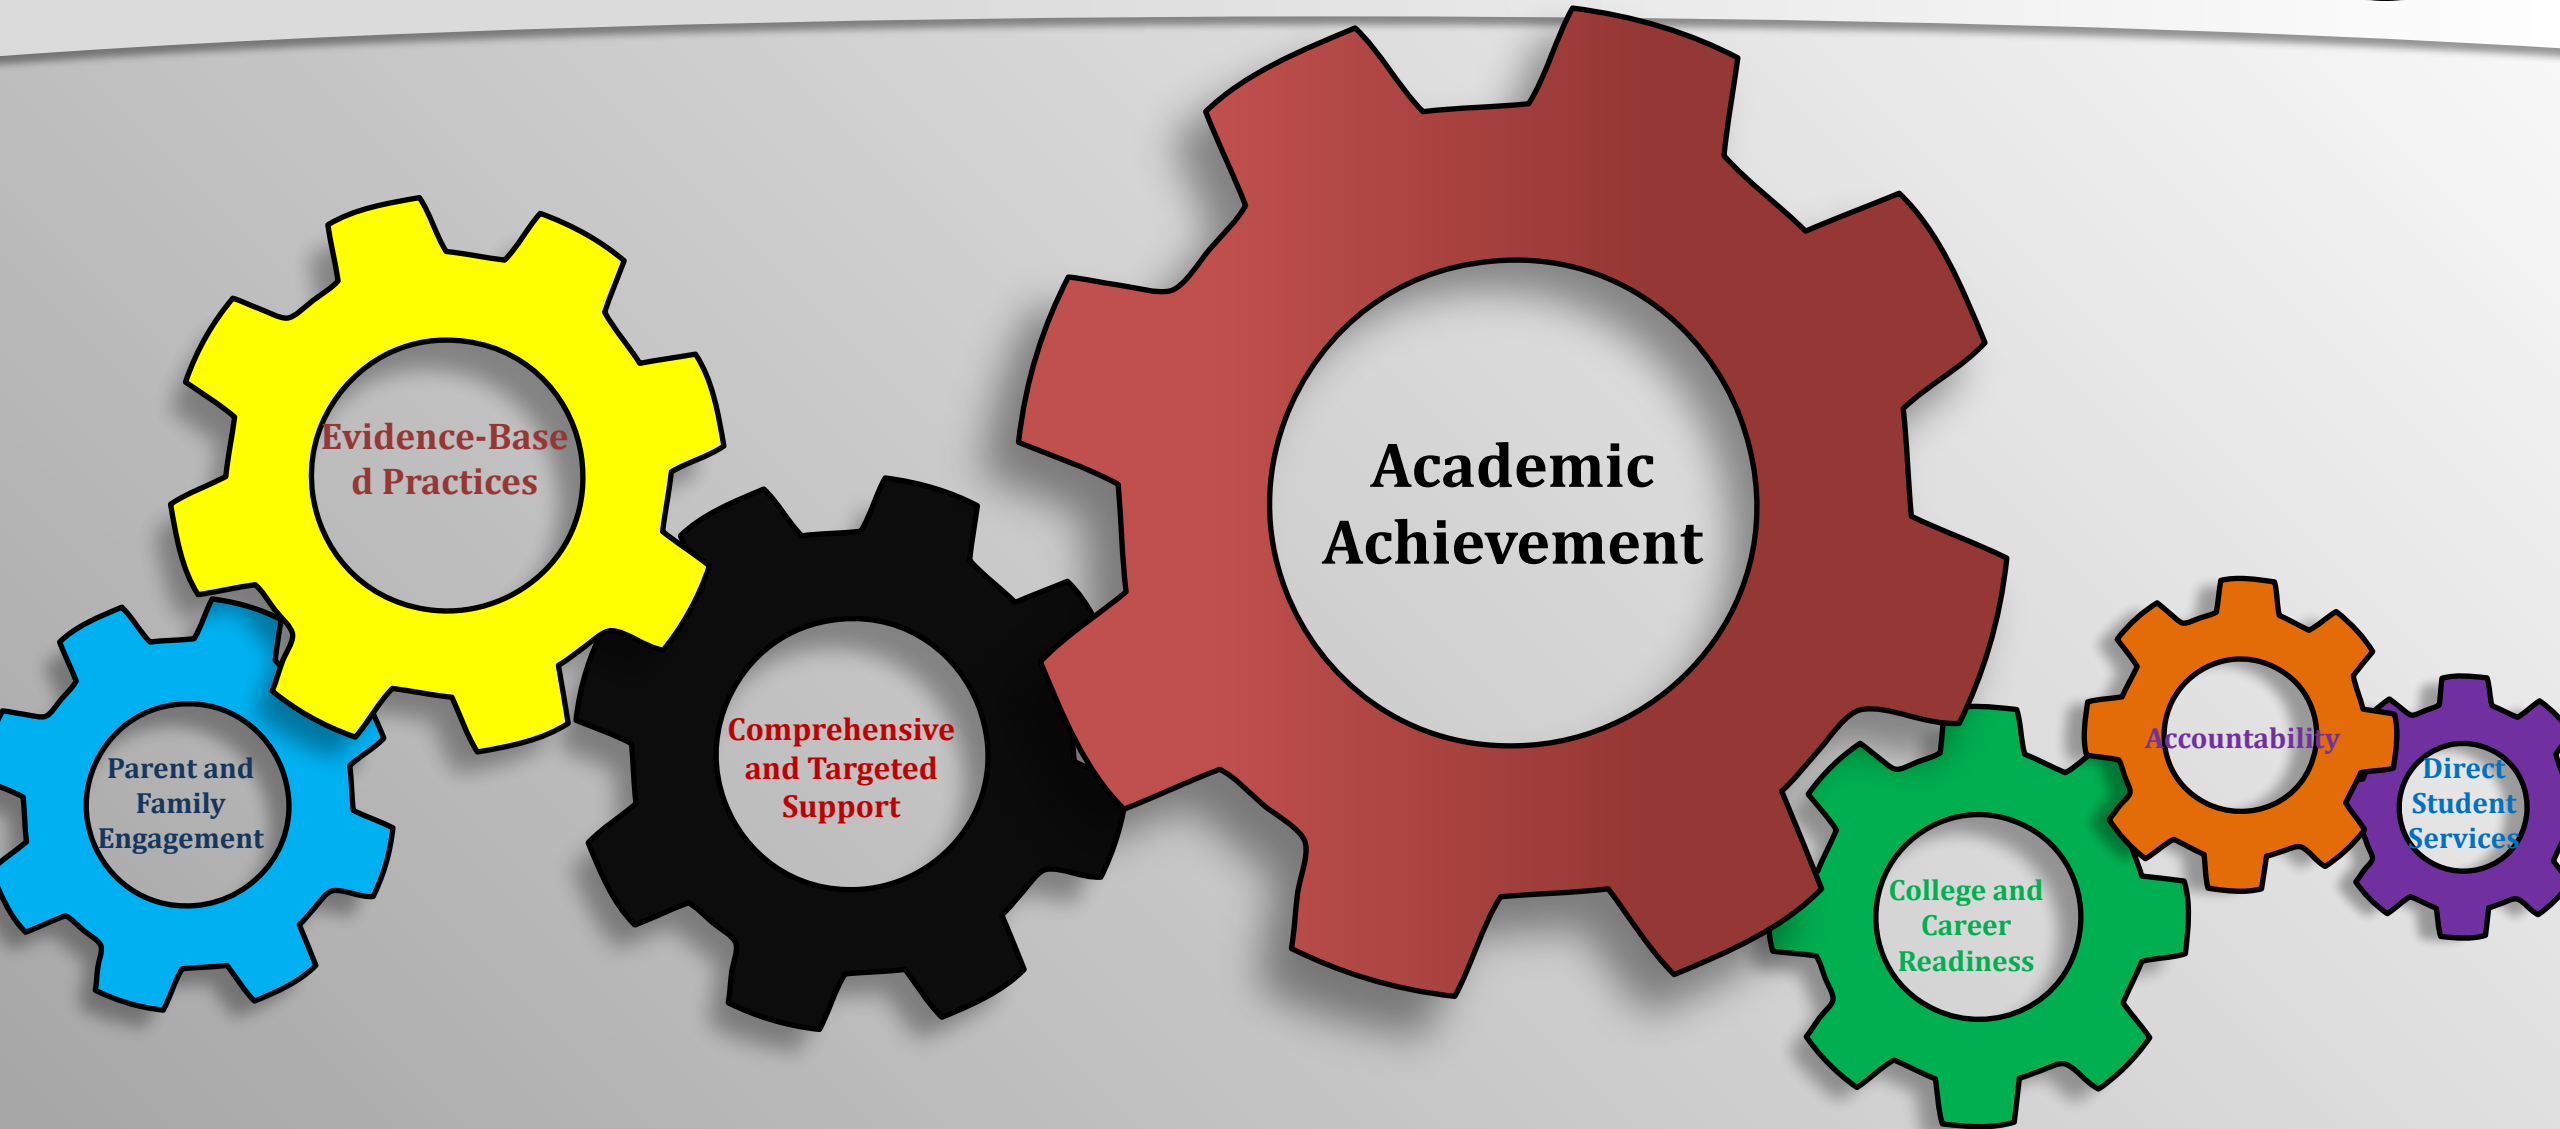 Evidence-Base
d Practices
Parent and
Family
Engagement
Comprehensive
and Targeted
Support
Academic
Achievement
College and
Career
Readiness
Accountability
Direct
Student
Services